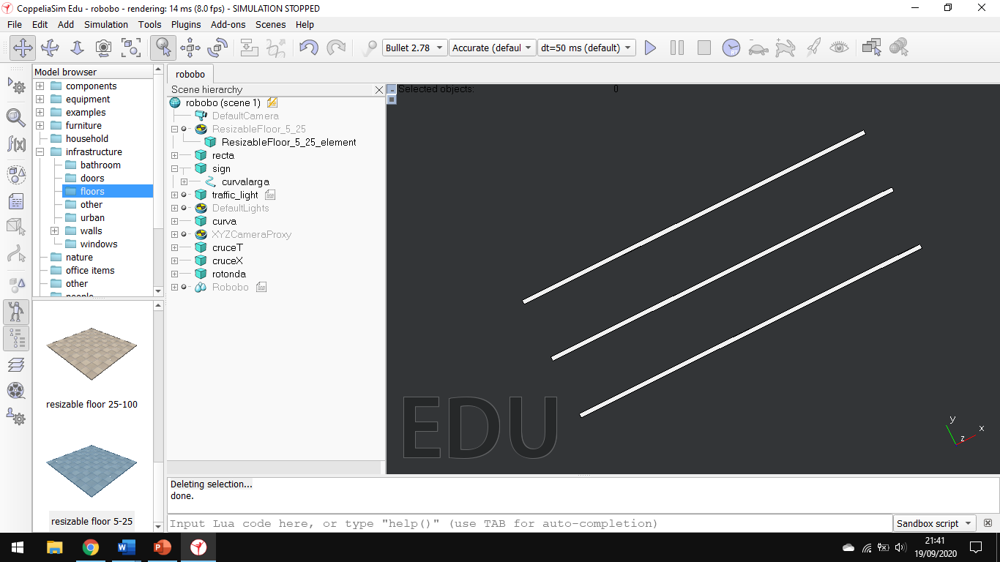 CoppeliaSim Edu - robobo - rendering: 14 ms (8.0 fps) - SIMULATION STOPPED
File Edit Add Simulation Tools Plugins Add-ons Scenes Help
Bullet 2.78 Accurate (defaul dt=50 ms (default) RT
Model browser
components
equipment
examples
furniture
household
infrastructure
bathroom
doors
floors
other
urban
walls
windows
nature
office items
other
people
resizable floor 25-100
resizable floor 5-25
robobo
Scene hierarchy
robobo (scene 1)
DefaultCamera
ResizableFloor_5_25
ResizableFloor_5_25_element
recta
sign
curvalarga
traffic_light
DefaultLights
curva
XYZCameraProxy
cruceT
cruceX
rotonda
Robobo
Selected objects: 0
EDU
y
x
z
Deleting selection...
done.
Input Lua code here, or type "help()" (use TAB for auto-completion)
Sandbox script
21:41
19/09/2020